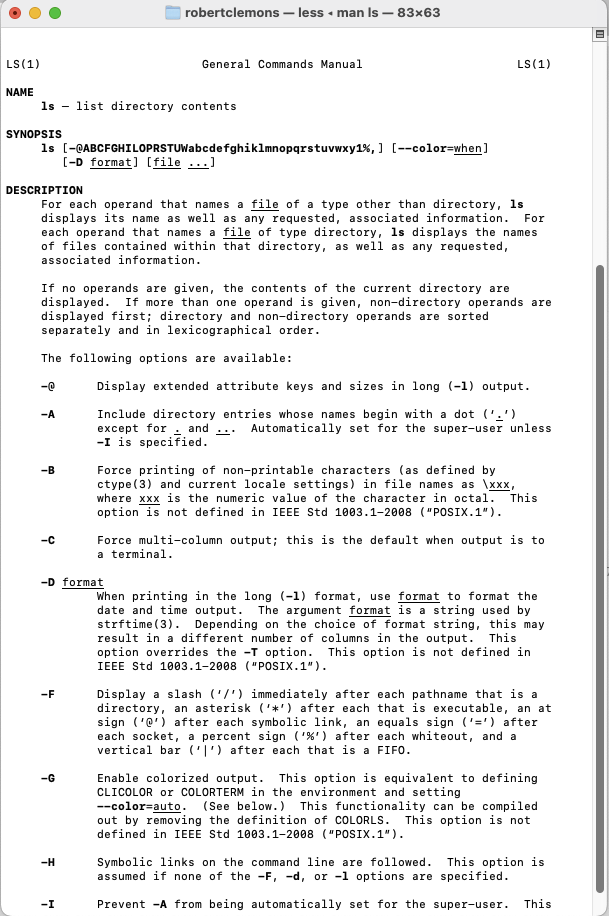 robertclemons — less ◂ man ls — 83×63
LS(1) General Commands Manual LS(1)
NAME
ls – list directory contents
SYNOPSIS
ls [-@ABCFGHILOPRSTUWabcdefghiklmnopqrstuvwxy1%,] [--color=when]
[-D format] [file ...]
DESCRIPTION
For each operand that names a file of a type other than directory, ls
displays its name as well as any requested, associated information. For
each operand that names a file of type directory, ls displays the names
of files contained within that directory, as well as any requested,
associated information.
If no operands are given, the contents of the current directory are
displayed. If more than one operand is given, non-directory operands are
displayed first; directory and non-directory operands are sorted
separately and in lexicographical order.
The following options are available:
-@ Display extended attribute keys and sizes in long (-l) output.
-A Include directory entries whose names begin with a dot (‘.’)
except for . and ... Automatically set for the super-user unless
-I is specified.
-B Force printing of non-printable characters (as defined by
ctype(3) and current locale settings) in file names as \xxx,
where xxx is the numeric value of the character in octal. This
option is not defined in IEEE Std 1003.1-2008 (“POSIX.1”).
-C Force multi-column output; this is the default when output is to
a terminal.
-D format
When printing in the long (-l) format, use format to format the
date and time output. The argument format is a string used by
strftime(3). Depending on the choice of format string, this may
result in a different number of columns in the output. This
option overrides the -T option. This option is not defined in
IEEE Std 1003.1-2008 (“POSIX.1”).
-F Display a slash (‘/’) immediately after each pathname that is a
directory, an asterisk (‘*’) after each that is executable, an at
sign (‘@’) after each symbolic link, an equals sign (‘=’) after
each socket, a percent sign (‘%’) after each whiteout, and a
vertical bar (‘|’) after each that is a FIFO.
-G Enable colorized output. This option is equivalent to defining
CLICOLOR or COLORTERM in the environment and setting
--color=auto. (See below.) This functionality can be compiled
out by removing the definition of COLORLS. This option is not
defined in IEEE Std 1003.1-2008 (“POSIX.1”).
-H Symbolic links on the command line are followed. This option is
assumed if none of the -F, -d, or -l options are specified.
-I Prevent -A from being automatically set for the super-user. This